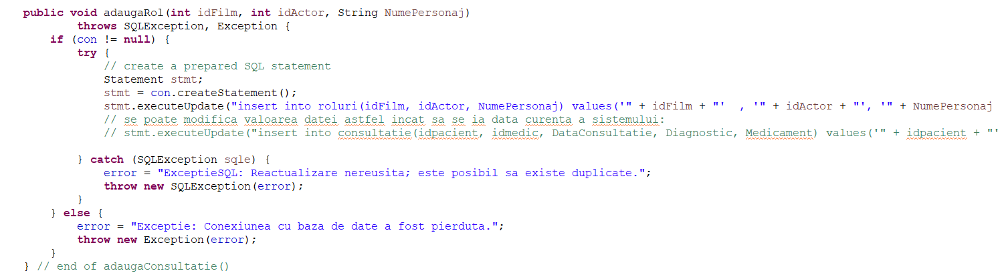 public void adaugaRol(int idFilm, int idActor, String NumePersonaj)
        throws SQLException, Exception {
    if (con != null) {
        try {
            // create a prepared SQL statement
            Statement stmt;
            stmt = con.createStatement();
            stmt.executeUpdate("insert into roluri(idFilm, idActor, NumePersonaj) values('" + idFilm + "'  , '" + idActor + "', '" + NumePersonaj
            // se poate modifica valoarea datei astfel incat sa se ia data curenta a sistemului:
            // stmt.executeUpdate("insert into consultatie(idpacient, idmedic, DataConsultatie, Diagnostic, Medicament) values('" + idpacient + "'
        } catch (SQLException sqle) {
            error = "ExceptieSQL: Reactualizare nereusita; este posibil sa existe duplicate.";
            throw new SQLException(error);
        }
    } else {
        error = "Exceptie: Conexiunea cu baza de date a fost pierduta.";
        throw new Exception(error);
    }
} // end of adaugaConsultatie()